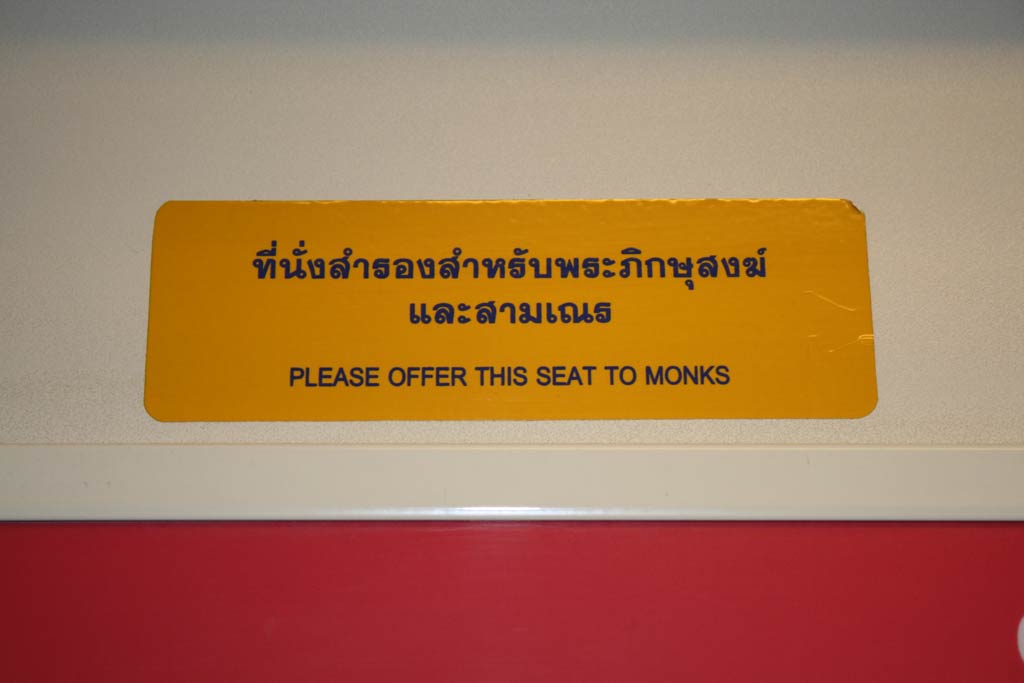 ที่นั่งสำรองสำหรับพระภิกษุสงฆ์
และสามเณร
PLEASE OFFER THIS SEAT TO MONKS